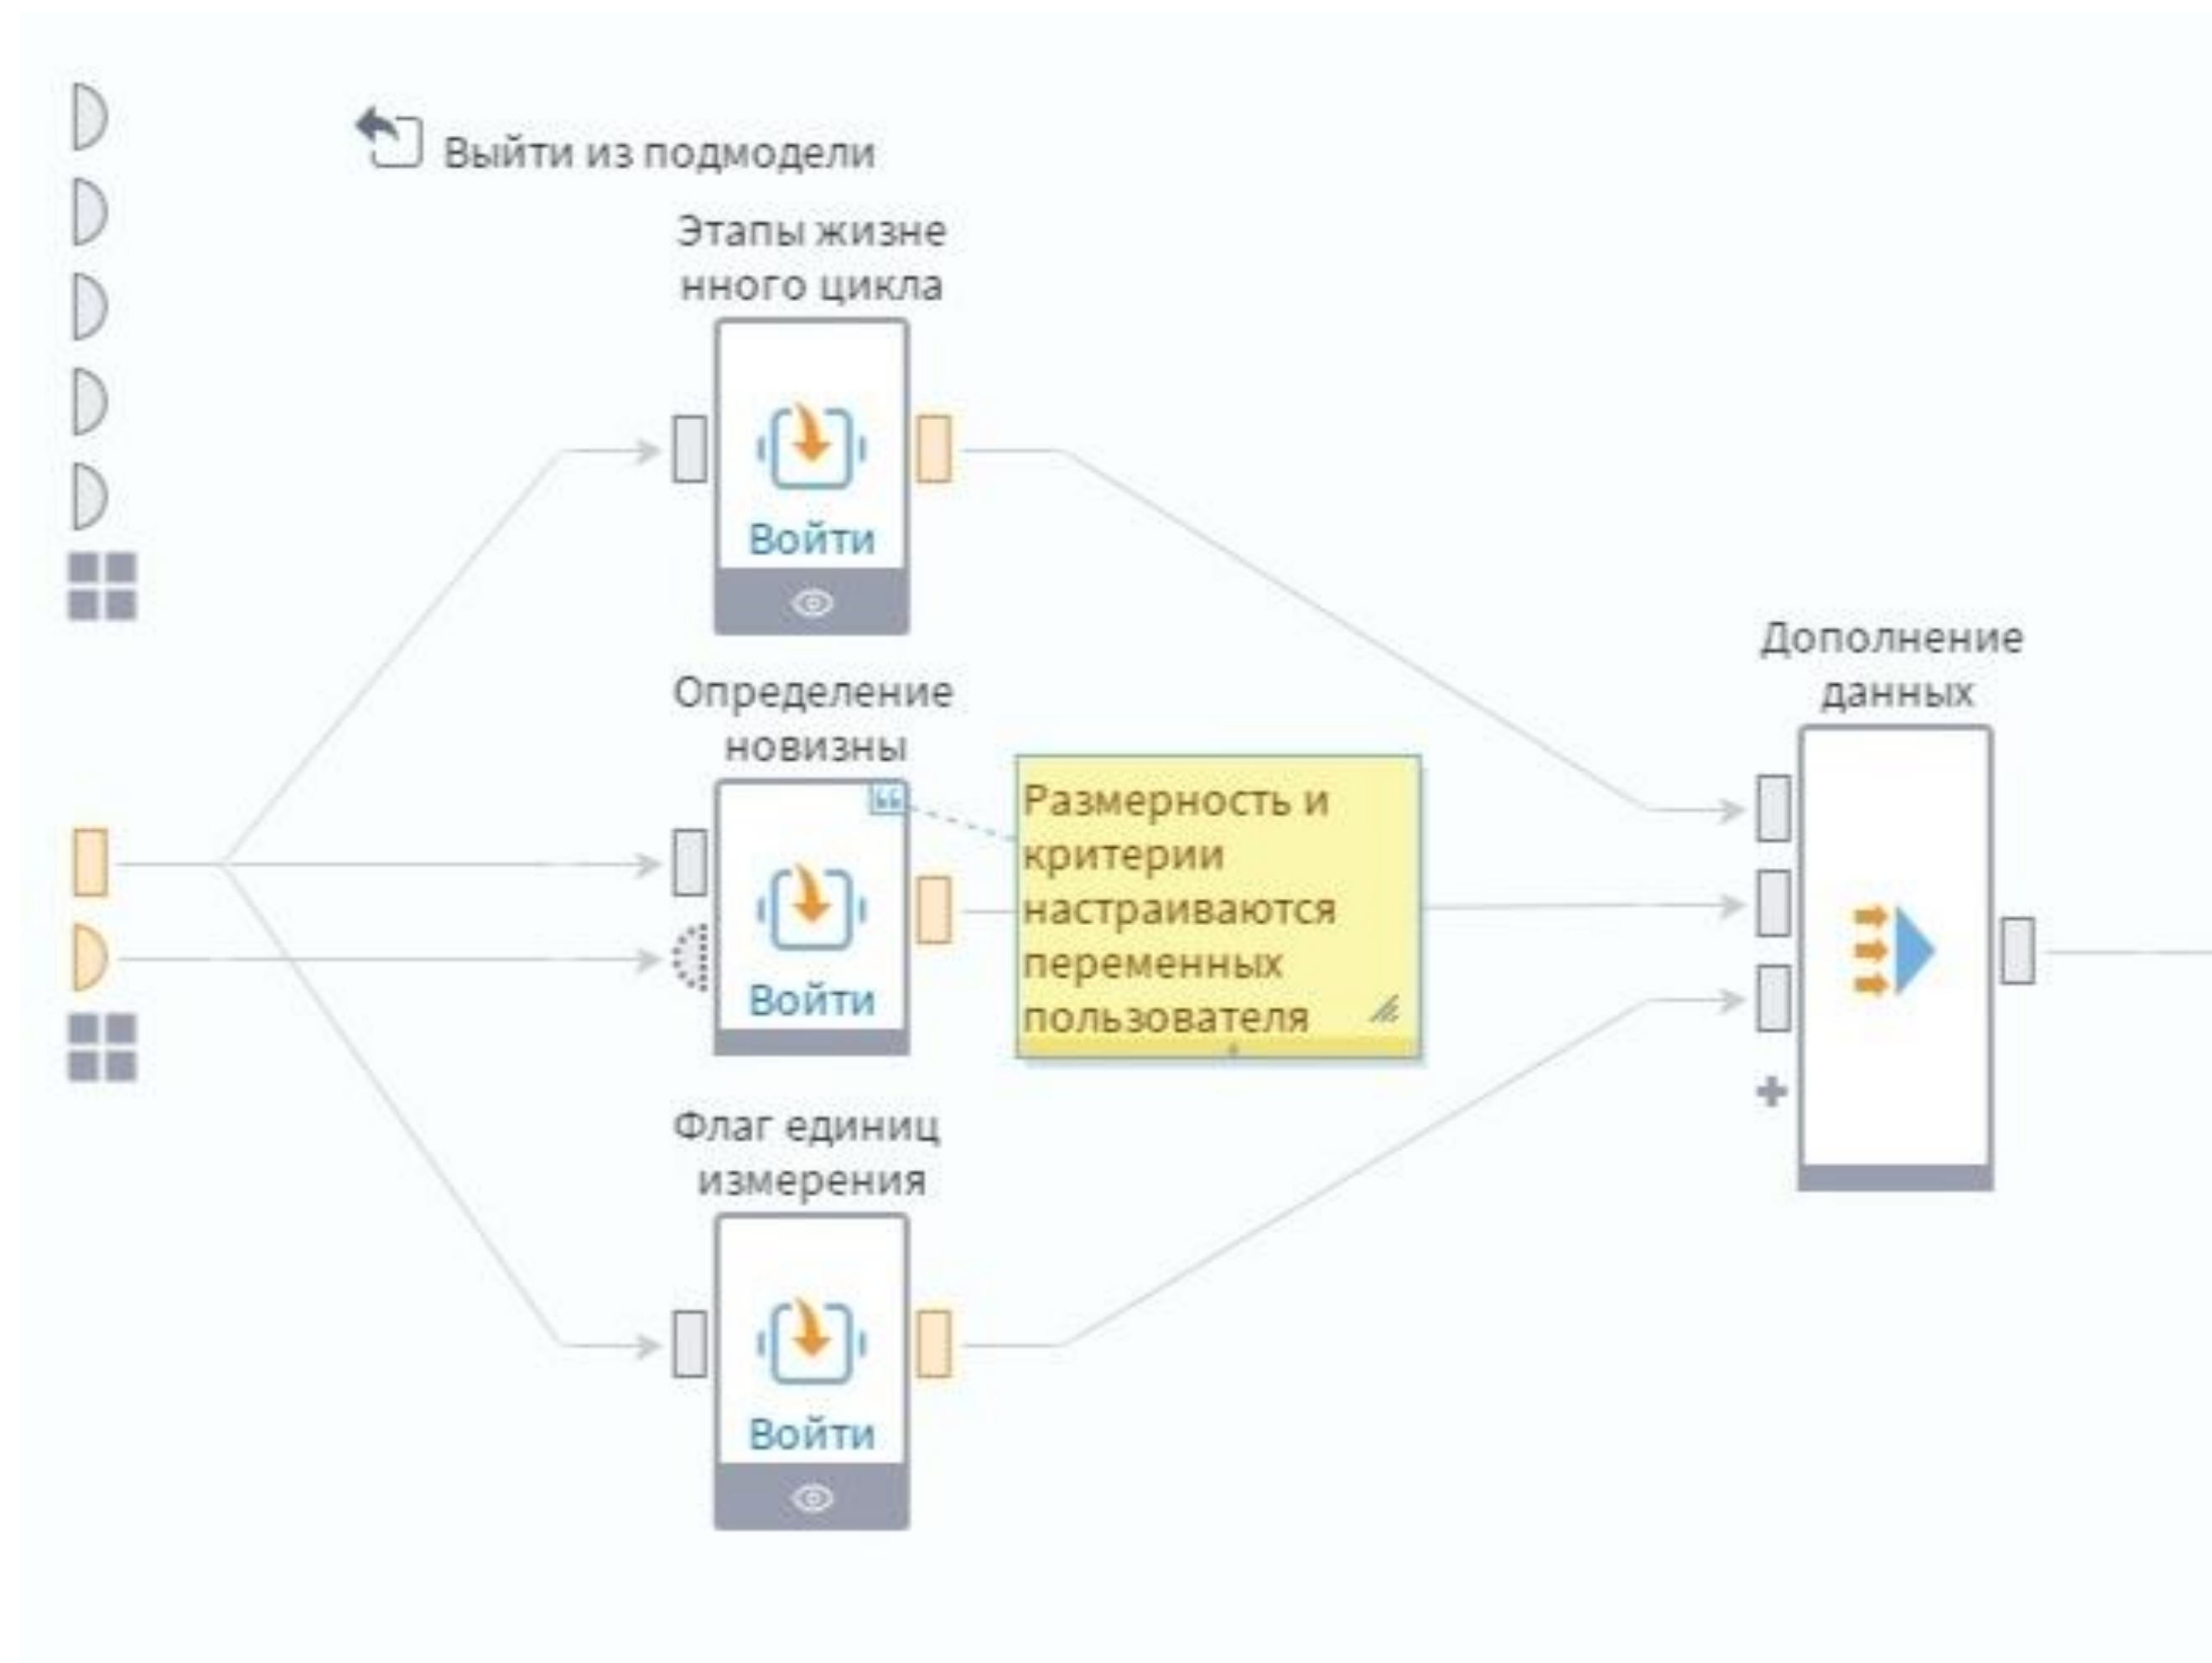 Выйти из подмодели
Этапы жизне
нного цикла
Войти
Определение
новизны
Войти
Размерность и
критерии
настраиваются
переменных
пользователя
Флаг единиц
измерения
Войти
Дополнение
данных